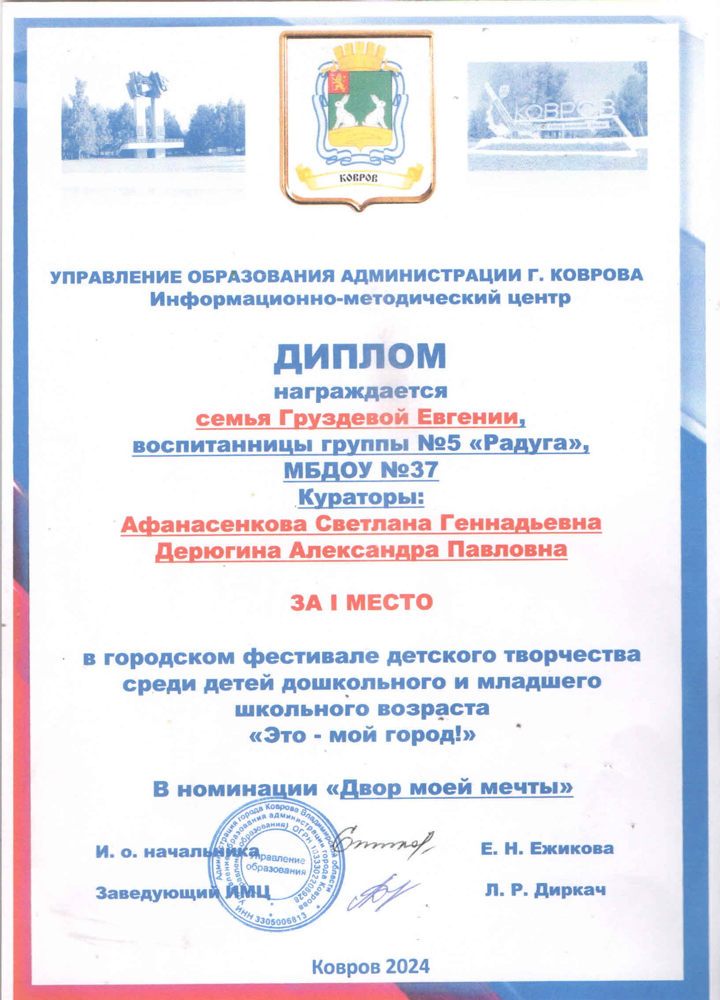 КОВРОВ
КОВРОВ
УПРАВЛЕНИЕ ОБРАЗОВАНИЯ АДМИНИСТРАЦИИ Г. КОВРОВА
Информационно-методический центр
ДИПЛОМ
награждается
семья Груздевой Евгении,
воспитанницы группы №5 «Радуга»,
МБДОУ №37
Кураторы:
Афанасенкова Светлана Геннадьевна
Дерюгина Александра Павловна
ЗА I МЕСТО
в городском фестивале детского творчества
среди детей дошкольного и младшего
школьного возраста
«Это - мой город!»
В номинации «Двор моей мечты»
И. о. начальника Е. Н. Ежикова
Заведующий ИМЦ Л. Р. Диркач
Администрация города Коврова Владимирской области
Управление образования администрации города Коврова
(Управление образования) ОГРН 1033302208928
ИНН 3305006813
Управление
образования
Ковров 2024